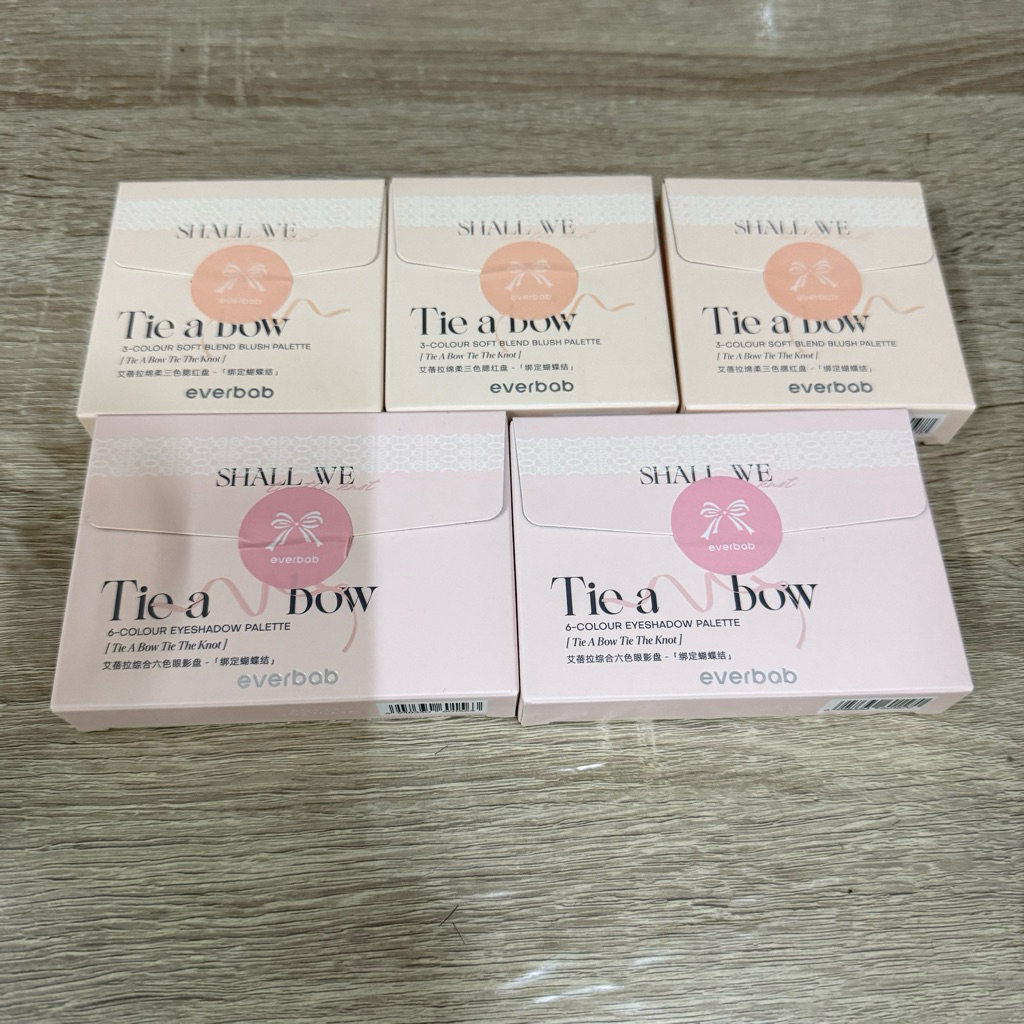 SHALL WE
everbab
Tie a bow
3-COLOUR SOFT BLEND BLUSH PALETTE
[ Tie A Bow Tie The Knot ]
艾蓓拉绵柔三色腮红盘 -「绑定蝴蝶结」
everbab
SHALL WE
everbab
Tie a bow
3-COLOUR SOFT BLEND BLUSH PALETTE
[ Tie A Bow Tie The Knot ]
艾蓓拉绵柔三色腮红盘 -「绑定蝴蝶结」
everbab
SHALL WE
everbab
Tie a bow
3-COLOUR SOFT BLEND BLUSH PALETTE
[ Tie A Bow Tie The Knot ]
艾蓓拉绵柔三色腮红盘 -「绑定蝴蝶结」
everbab
SHALL WE
knot
everbab
Tie a bow
6-COLOUR EYESHADOW PALETTE
[ Tie A Bow Tie The Knot ]
艾蓓拉综合六色眼影盘 -「绑定蝴蝶结」
everbab
SHALL WE
knot
everbab
Tie a bow
6-COLOUR EYESHADOW PALETTE
[ Tie A Bow Tie The Knot ]
艾蓓拉综合六色眼影盘 -「绑定蝴蝶结」
everbab